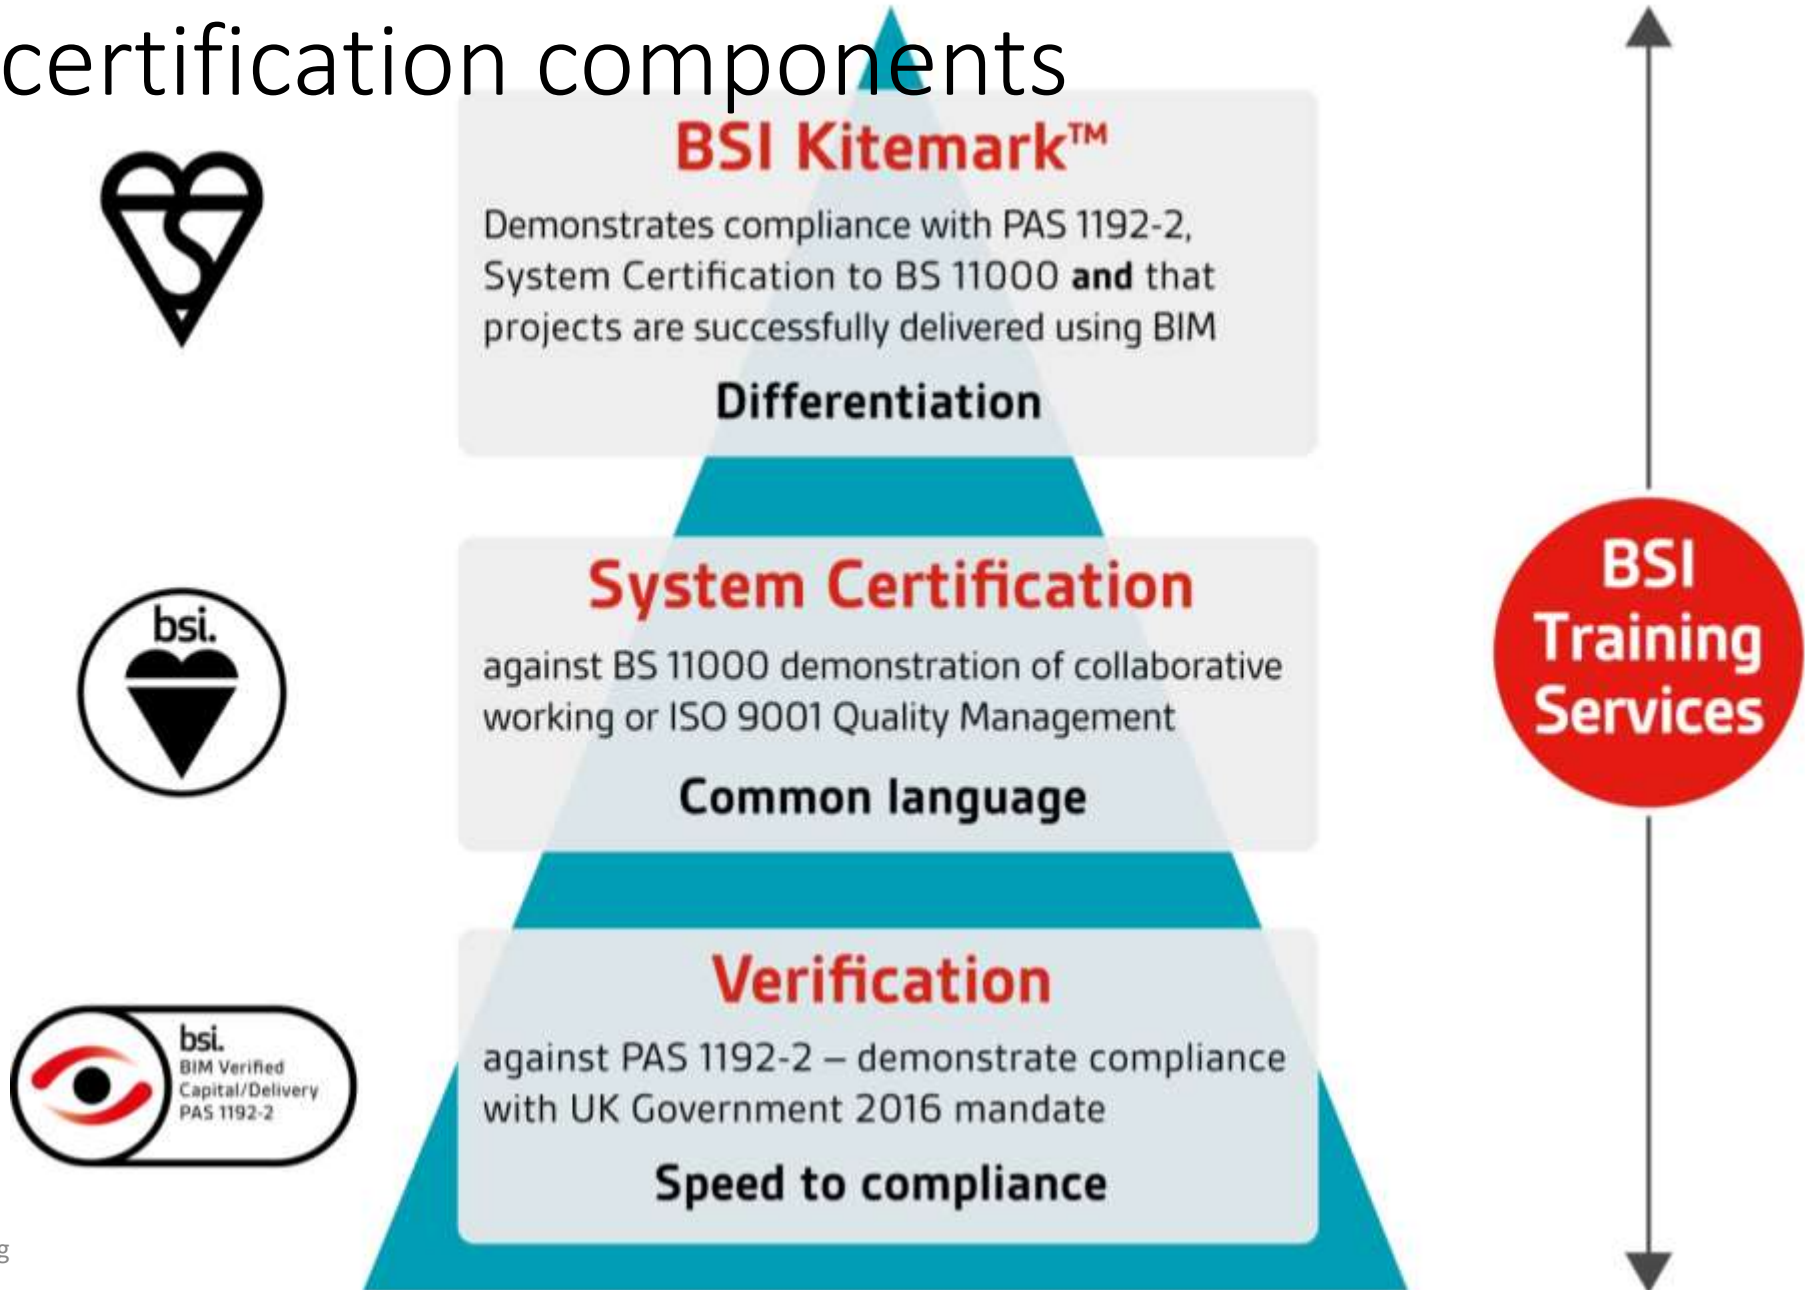 certification components
BSI Kitemark™
Demonstrates compliance with PAS 1192-2,
System Certification to BS 11000 and that
projects are successfully delivered using BIM
Differentiation
bsi.
System Certification
against BS 11000 demonstration of collaborative
working or ISO 9001 Quality Management
Common language
BSI
Training
Services
bsi.
BIM Verified
Capital/Delivery
PAS 1192-2
Verification
against PAS 1192-2 – demonstrate compliance
with UK Government 2016 mandate
Speed to compliance
g